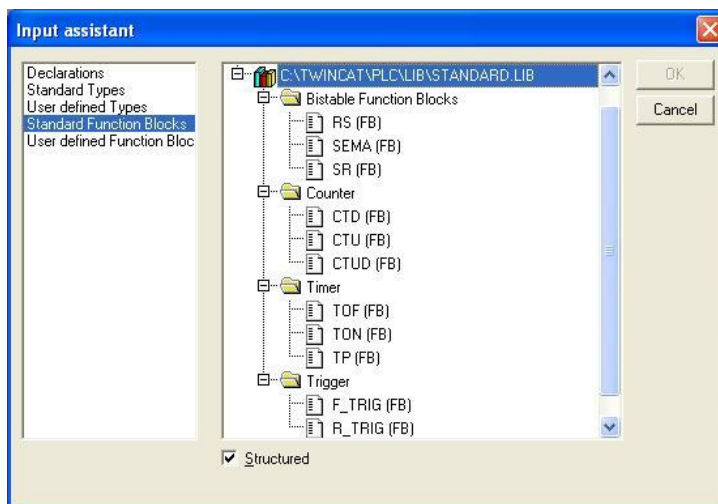 Input assistant
Declarations
Standard Types
User defined Types
Standard Function Blocks
User defined Function Bloc
C:\TWINCAT\PLC\LIB\STANDARD.LIB
Bistable Function Blocks
RS (FB)
SEMA (FB)
SR (FB)
Counter
CTD (FB)
CTU (FB)
CTUD (FB)
Timer
TOF (FB)
TON (FB)
TP (FB)
Trigger
F_TRIG (FB)
R_TRIG (FB)
Structured
OK
Cancel